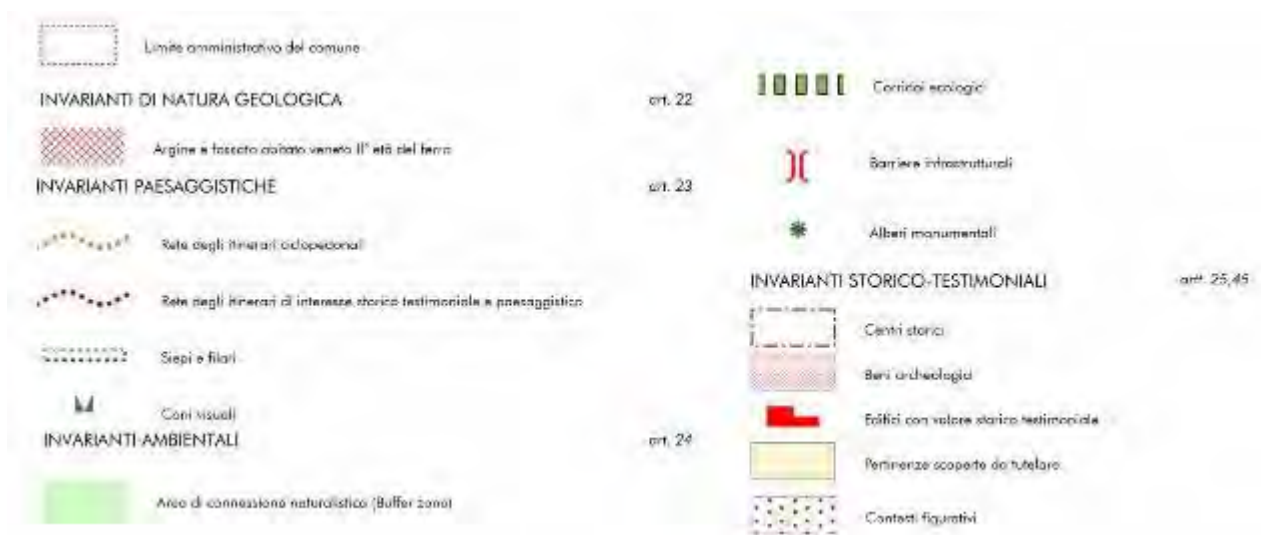 Limite amministrativo del comune
INVARIANTI DI NATURA GEOLOGICA art. 22
Argine e fossato abitato veneto II° età del ferro
INVARIANTI PAESAGGISTICHE art. 23
Rete degli itinerari ciclopedonali
Rete degli itinerari di interesse storico testimoniale e paesaggistico
Siepi e filari
Coni visuali
INVARIANTI AMBIENTALI art. 24
Area di connessione naturalistica (Buffer zone)
Corridoi ecologici
Barriere infrastrutturali
Alberi monumentali
INVARIANTI STORICO-TESTIMONIALI artt. 25,45
Centri storici
Beni archeologici
Edifici con valore storico testimoniale
Pertinenze scoperte da tutelare
Contesti figurativi